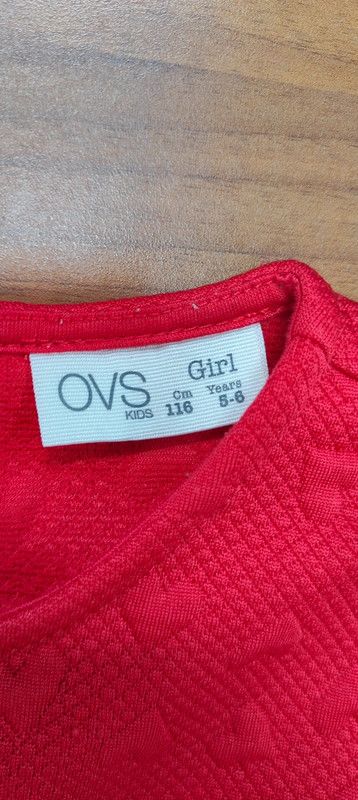 OVS
KIDS
Girl
Cm Years
116 5-6